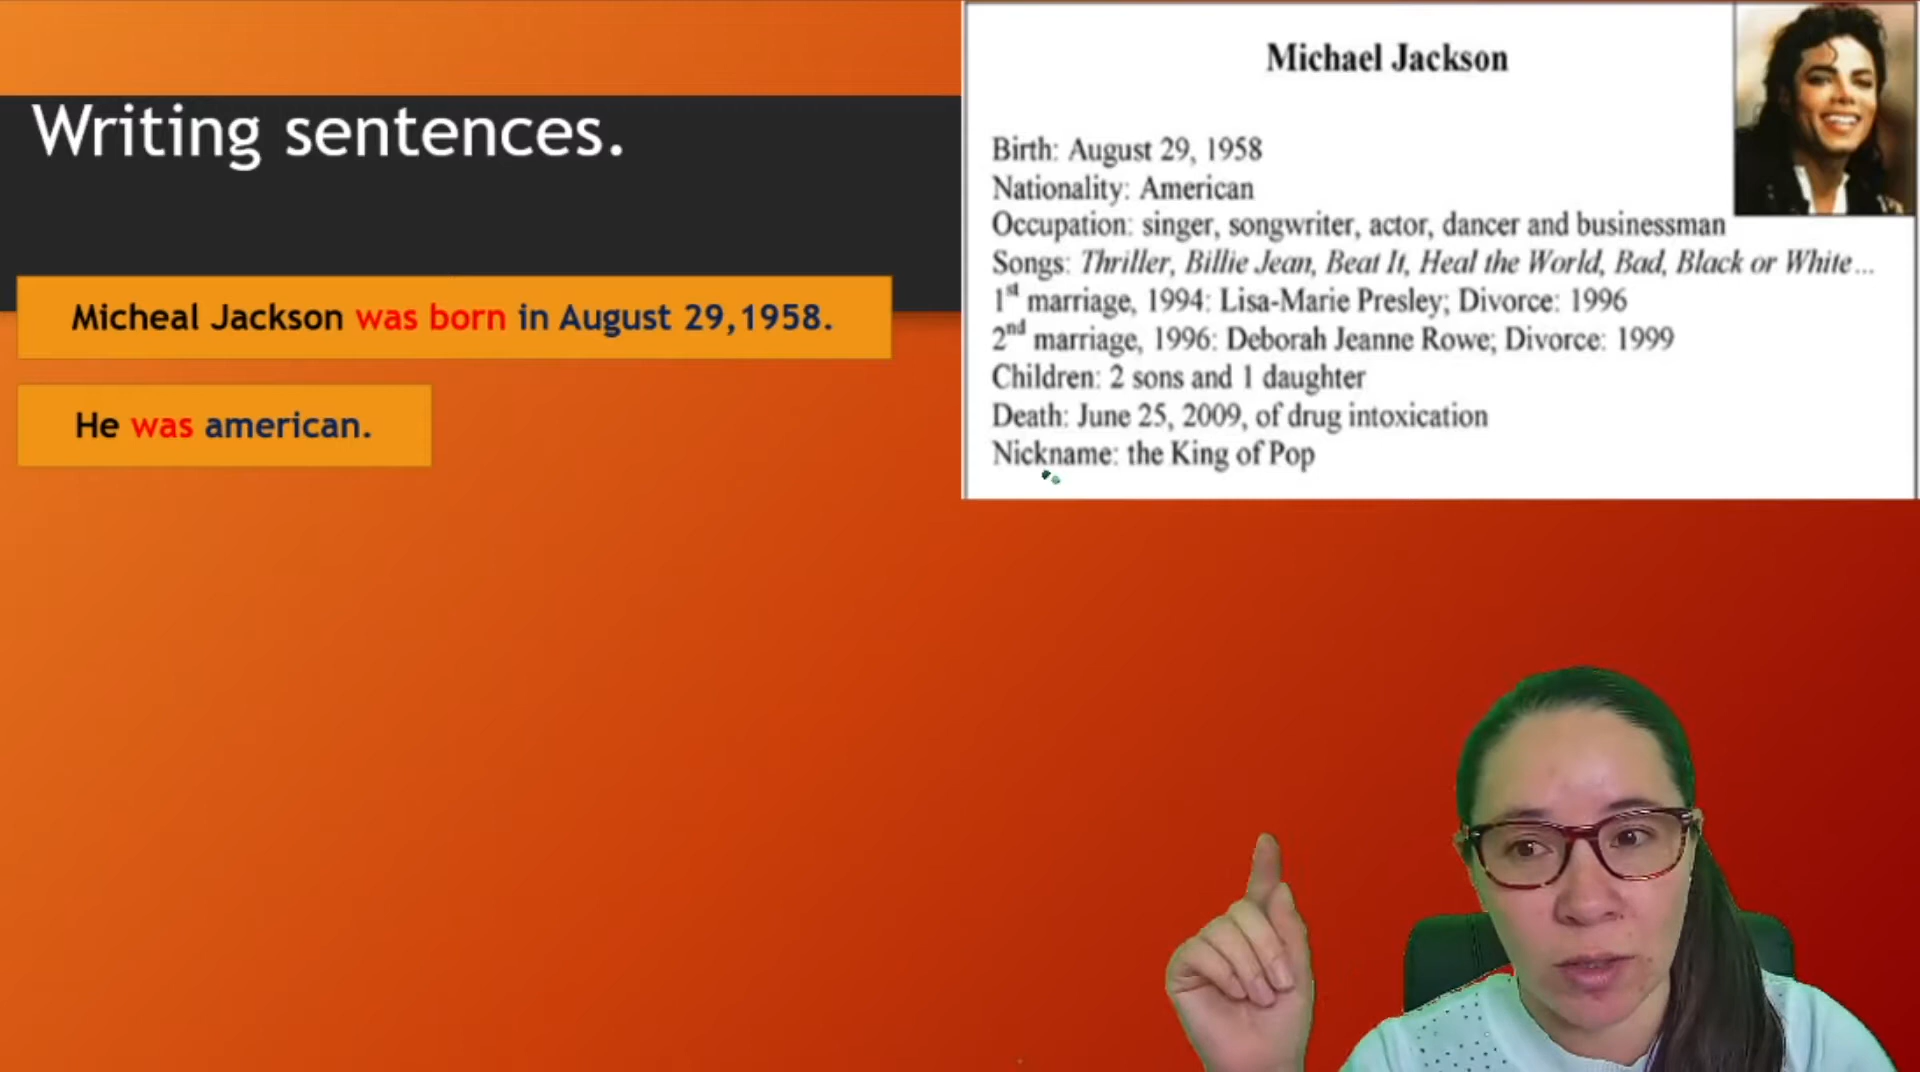 Writing sentences.
Micheal Jackson was born in August 29,1958.
He was american.
Michael Jackson
Birth: August 29, 1958
Nationality: American
Occupation: singer, songwriter, actor, dancer and businessman
Songs: Thriller, Billie Jean, Beat It, Heal the World, Bad, Black or White...
1st marriage, 1994: Lisa-Marie Presley; Divorce: 1996
2nd marriage, 1996: Deborah Jeanne Rowe; Divorce: 1999
Children: 2 sons and 1 daughter
Death: June 25, 2009, of drug intoxication
Nickname: the King of Pop